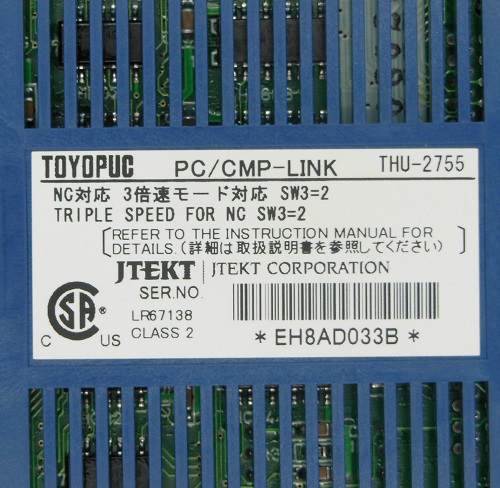 TOYOPUC PC/CMP-LINK THU-2755
NC対応 3倍速モード対応 SW3=2
TRIPLE SPEED FOR NC SW3=2
[REFER TO THE INSTRUCTION MANUAL FOR
DETAILS.(詳細は取扱説明書を参照してください)]
JTEKT JTEKT CORPORATION
SER.NO.
LR67138
CLASS 2
SA ®
C US
*EH8AD033B*